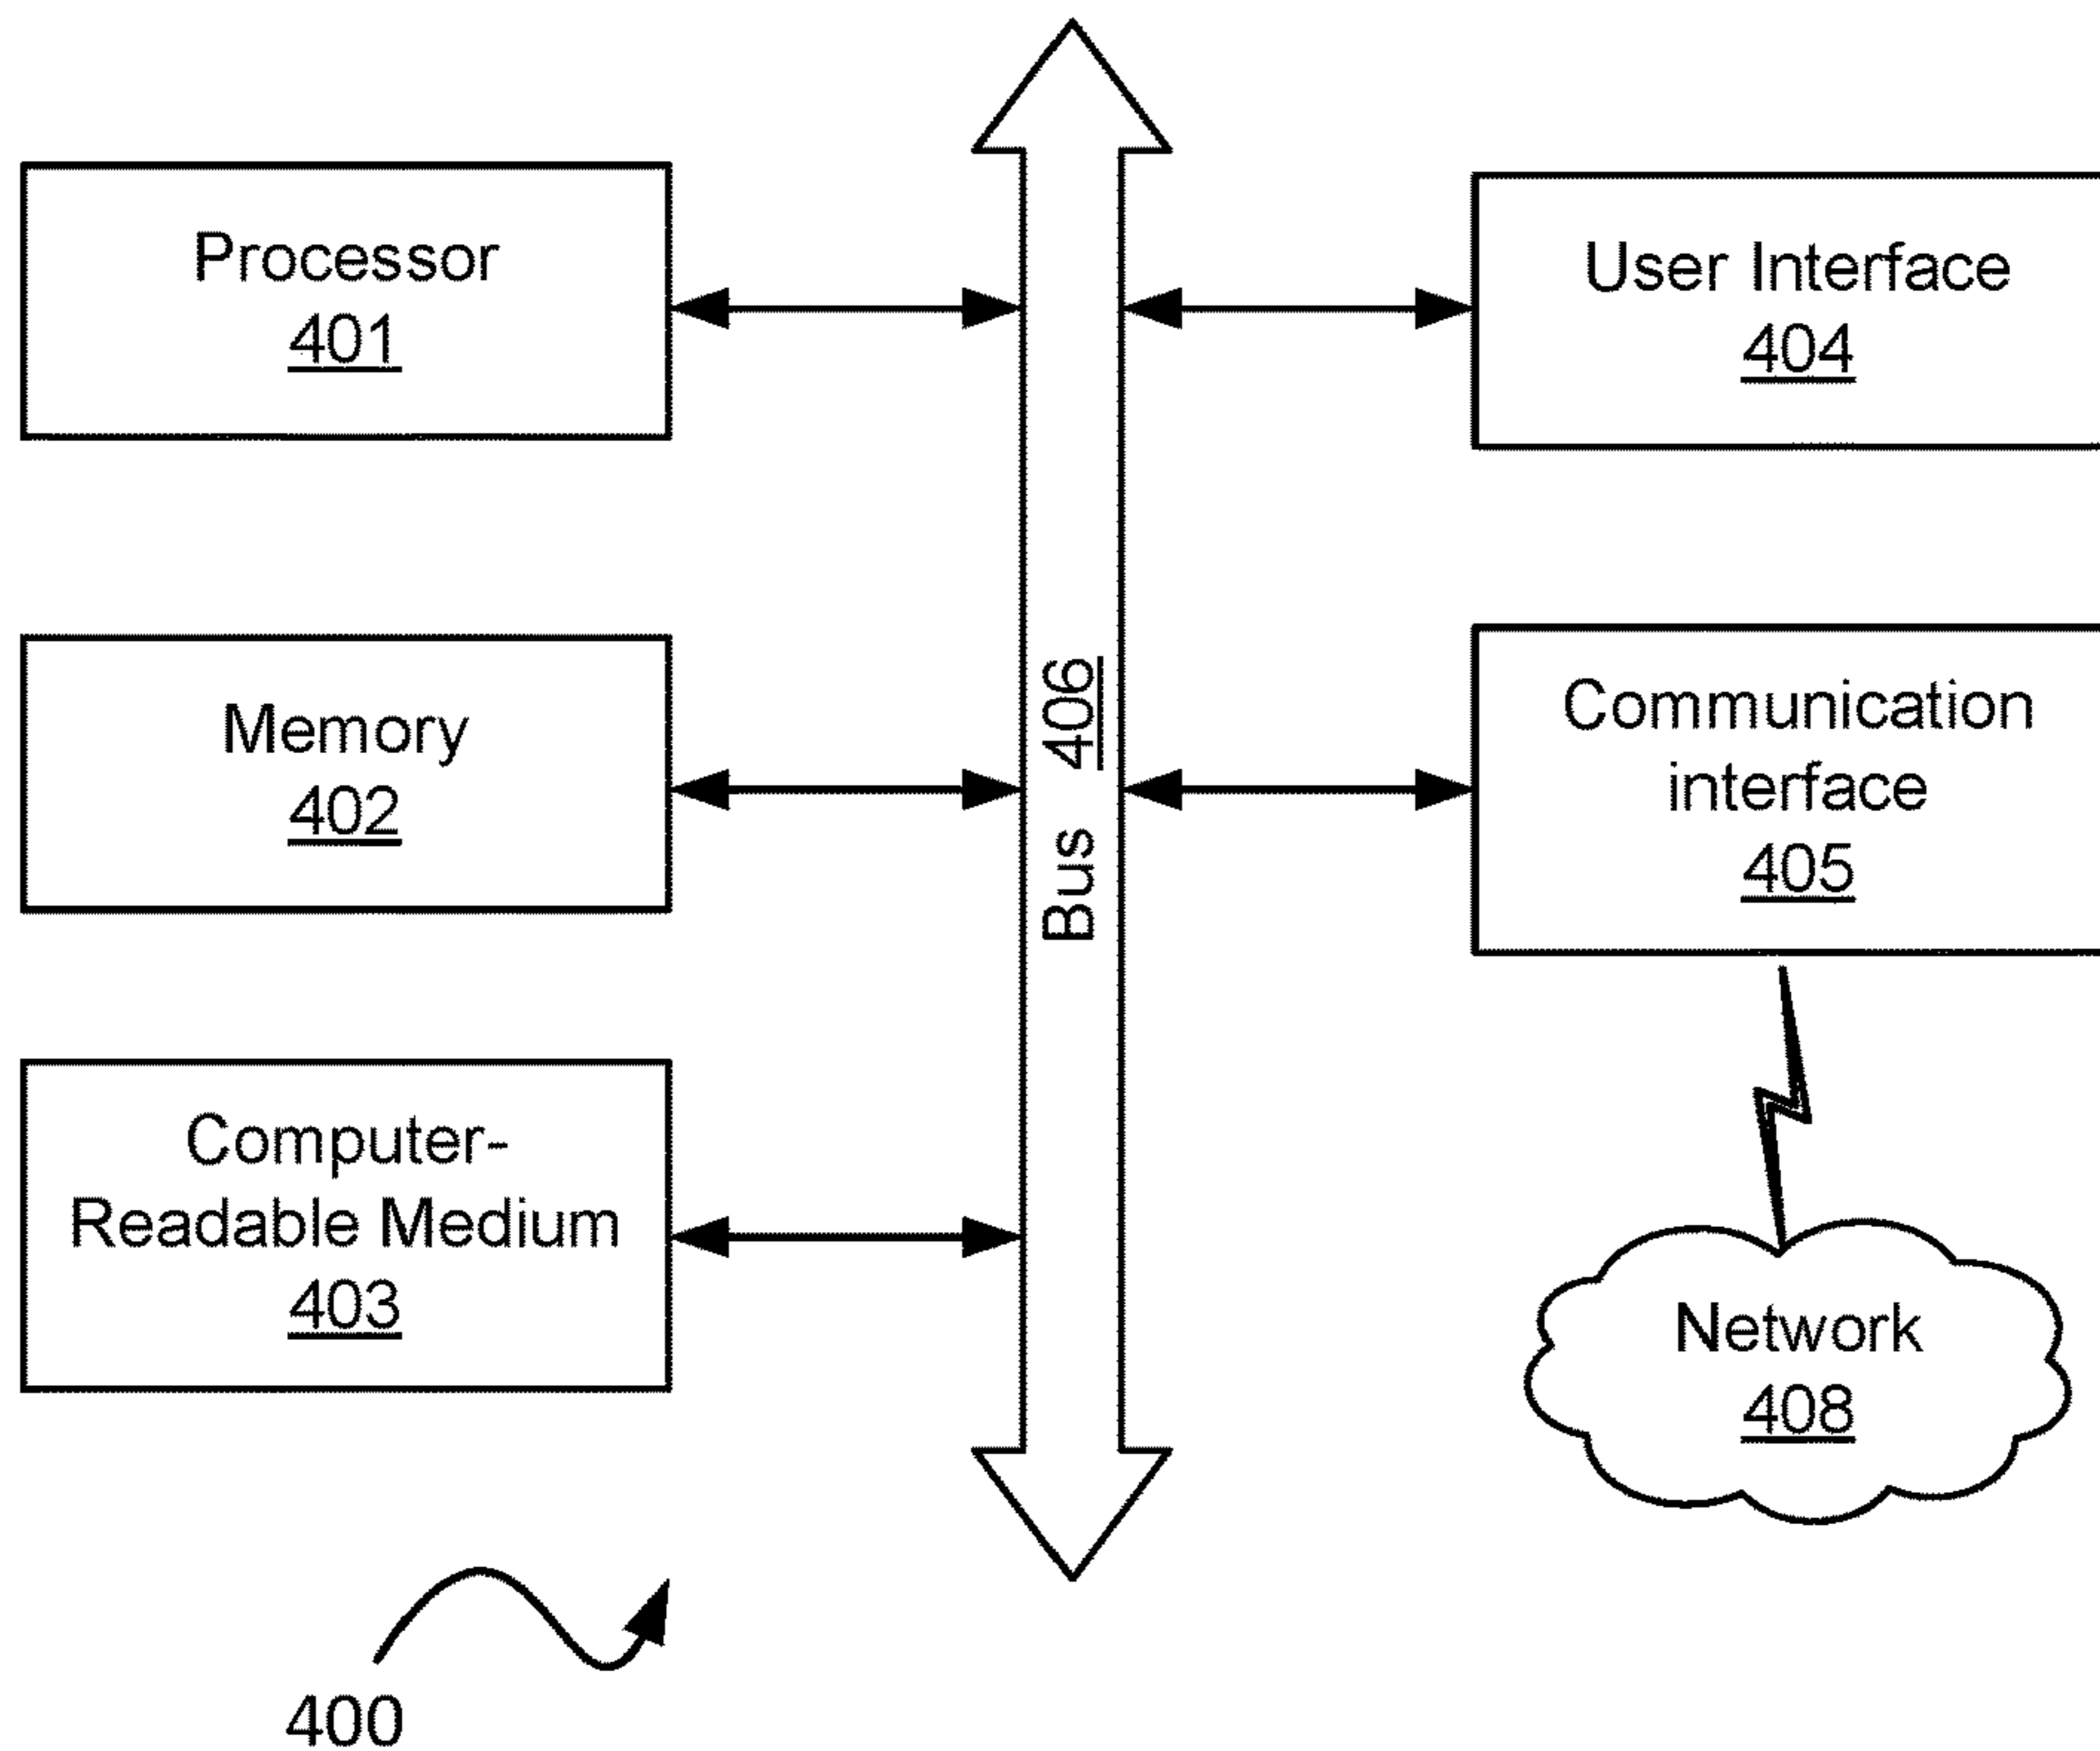 Processor
401
Memory
402
Computer-
Readable Medium
403
Bus 406
User Interface
404
Communication
interface
405
Network
408
400